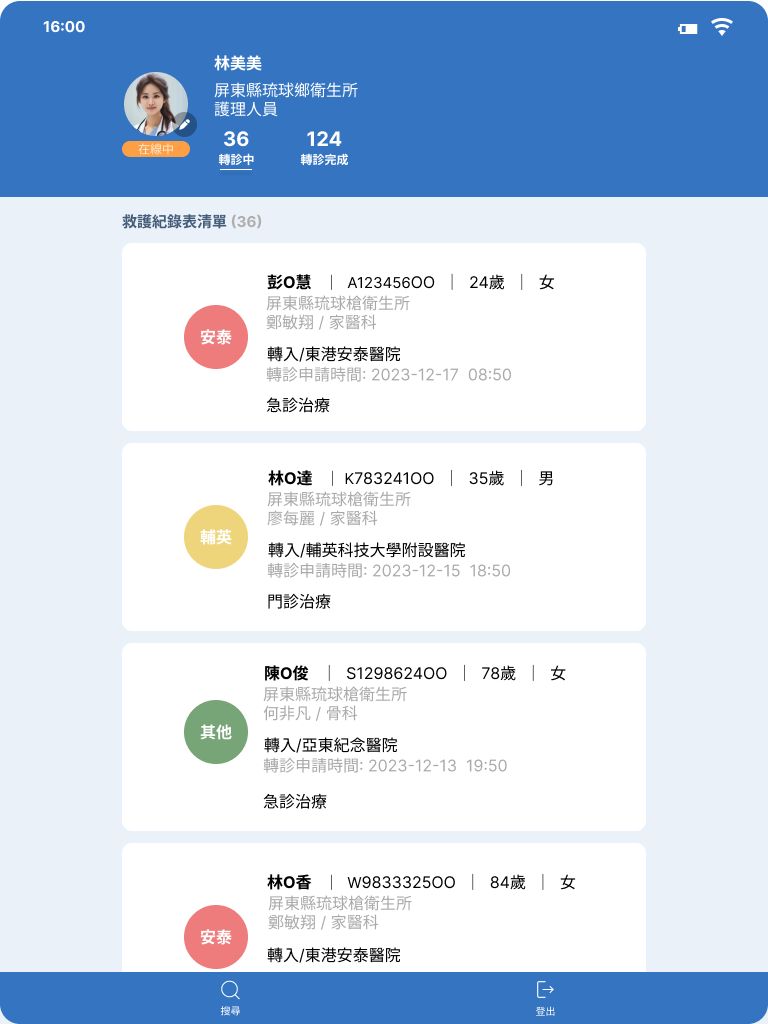 16:00
林美美
屏東縣琉球鄉衛生所
護理人員
在線中
36 124
轉診中 轉診完成
救護紀錄表清單 (36)
彭O慧 | A123456OO | 24歲 | 女
屏東縣琉球槍衛生所
鄭敏翔 / 家醫科
安泰
轉入/東港安泰醫院
轉診申請時間: 2023-12-17 08:50
急診治療
林O達 | K783241OO | 35歲 | 男
屏東縣琉球槍衛生所
廖每麗 / 家醫科
輔英
轉入/輔英科技大學附設醫院
轉診申請時間: 2023-12-15 18:50
門診治療
陳O俊 | S1298624OO | 78歲 | 女
屏東縣琉球槍衛生所
何非凡 / 骨科
其他
轉入/亞東紀念醫院
轉診申請時間: 2023-12-13 19:50
急診治療
林O香 | W9833325OO | 84歲 | 女
屏東縣琉球槍衛生所
鄭敏翔 / 家醫科
安泰
轉入/東港安泰醫院
搜尋 登出